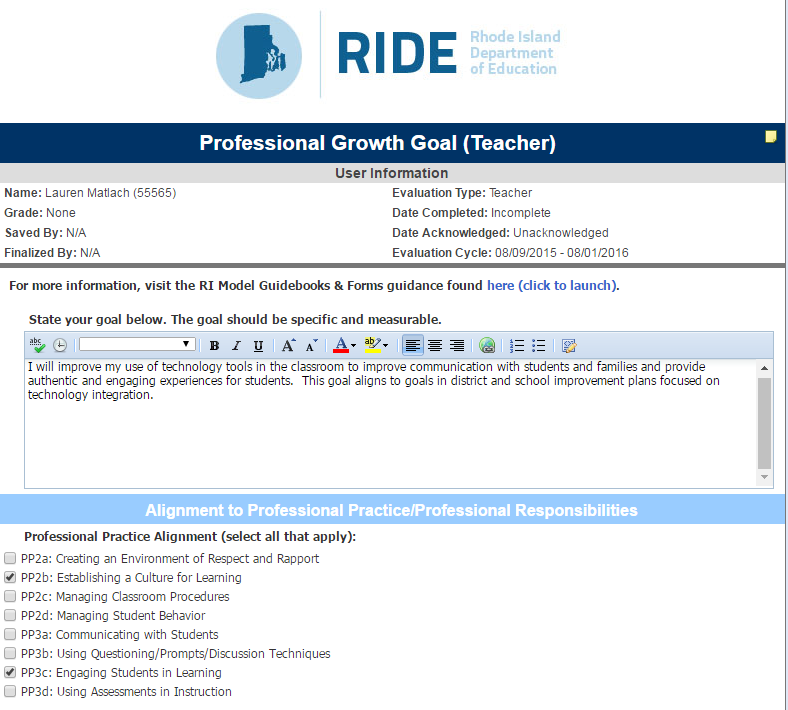 RIDE
Rhode Island
Department
of Education
Professional Growth Goal (Teacher)
User Information
Name: Lauren Matlach (55565)
Evaluation Type: Teacher
Grade: None
Date Completed: Incomplete
Saved By: N/A
Date Acknowledged: Unacknowledged
Finalized By: N/A
Evaluation Cycle: 08/09/2015 - 08/01/2016
For more information, visit the RI Model Guidebooks & Forms guidance found here (click to launch).
State your goal below. The goal should be specific and measurable.
abc B I U A A A ab
I will improve my use of technology tools in the classroom to improve communication with students and families and provide
authentic and engaging experiences for students.  This goal aligns to goals in district and school improvement plans focused on
technology integration.
Alignment to Professional Practice/Professional Responsibilities
Professional Practice Alignment (select all that apply):
PP2a: Creating an Environment of Respect and Rapport
PP2b: Establishing a Culture for Learning
PP2c: Managing Classroom Procedures
PP2d: Managing Student Behavior
PP3a: Communicating with Students
PP3b: Using Questioning/Prompts/Discussion Techniques
PP3c: Engaging Students in Learning
PP3d: Using Assessments in Instruction